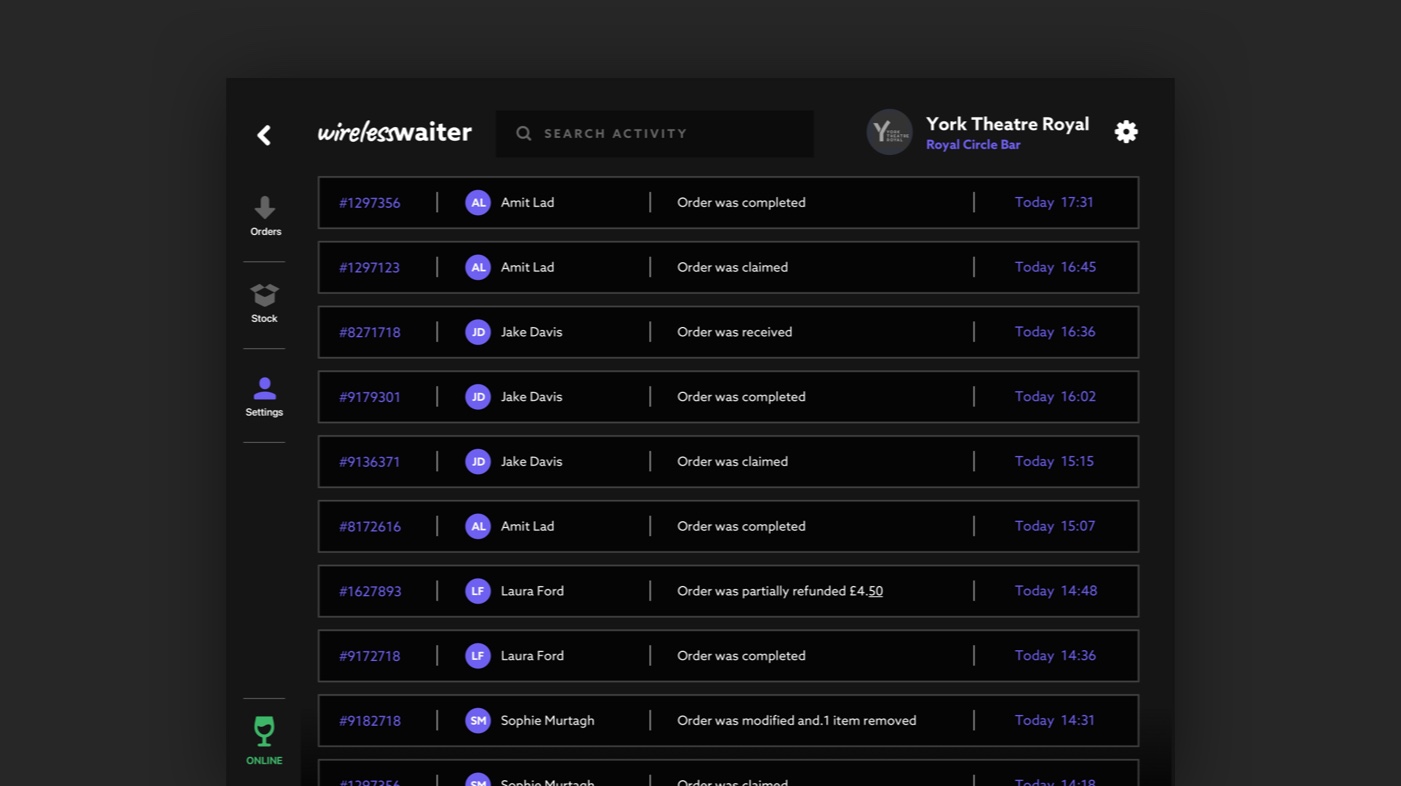 wirelesswaiter
SEARCH ACTIVITY
Y YORK THEATRE ROYAL
York Theatre Royal
Royal Circle Bar
Orders
Stock
Settings
ONLINE
#1297356 | AL Amit Lad | Order was completed | Today 17:31
#1297123 | AL Amit Lad | Order was claimed | Today 16:45
#8271718 | JD Jake Davis | Order was received | Today 16:36
#9179301 | JD Jake Davis | Order was completed | Today 16:02
#9136371 | JD Jake Davis | Order was claimed | Today 15:15
#8172616 | AL Amit Lad | Order was completed | Today 15:07
#1627893 | LF Laura Ford | Order was partially refunded £4.50 | Today 14:48
#9172718 | LF Laura Ford | Order was completed | Today 14:36
#9182718 | SM Sophie Murtagh | Order was modified and.1 item removed | Today 14:31
#1297356 | SM Sophie Murtagh | Order was claimed | Today 14:18